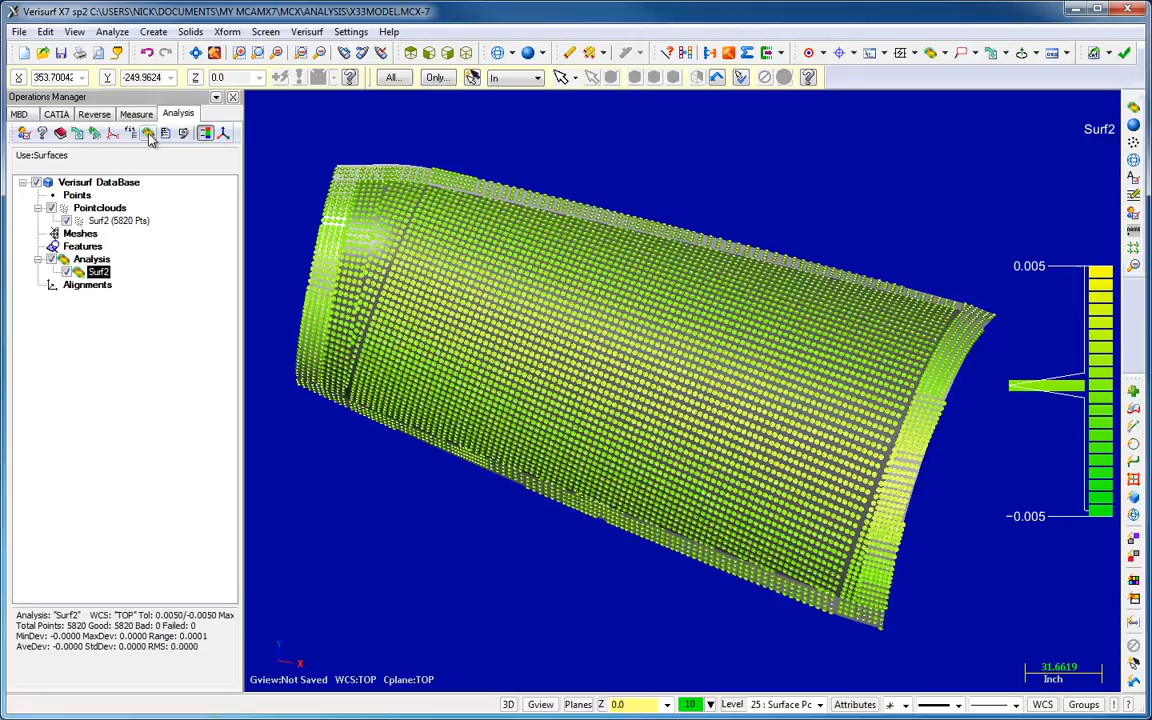 Verisurf X7 sp2 C:\USERS\NICK\DOCUMENTS\MY MCAMX7\MCX\ANALYSIS\X33MODEL.MCX-7
File Edit View Analyze Create Solids Xform Screen Verisurf Settings Help
X 353.70042 Y -249.9624 Z 0.0 All... Only... In
Operations Manager
MBD CATIA Reverse Measure Analysis
Use:Surfaces
Verisurf DataBase
Points
Pointclouds
Surf2 (5820 Pts)
Meshes
Features
Analysis
Surf2
Alignments
Surf2
0.005
-0.005
Analysis: "Surf2" WCS: "TOP" Tol: 0.0050/-0.0050 Max
Total Points: 5820 Good: 5820 Bad: 0 Failed: 0
MinDev: -0.0000 MaxDev: 0.0000 Range: 0.0001
AveDev: -0.0000 StdDev: 0.0000 RMS: 0.0000
X
Gview:Not Saved WCS:TOP Cplane:TOP
31.6619
Inch
3D Gview Planes Z 0.0 10 Level 25 : Surface Pc Attributes WCS Groups ! ?